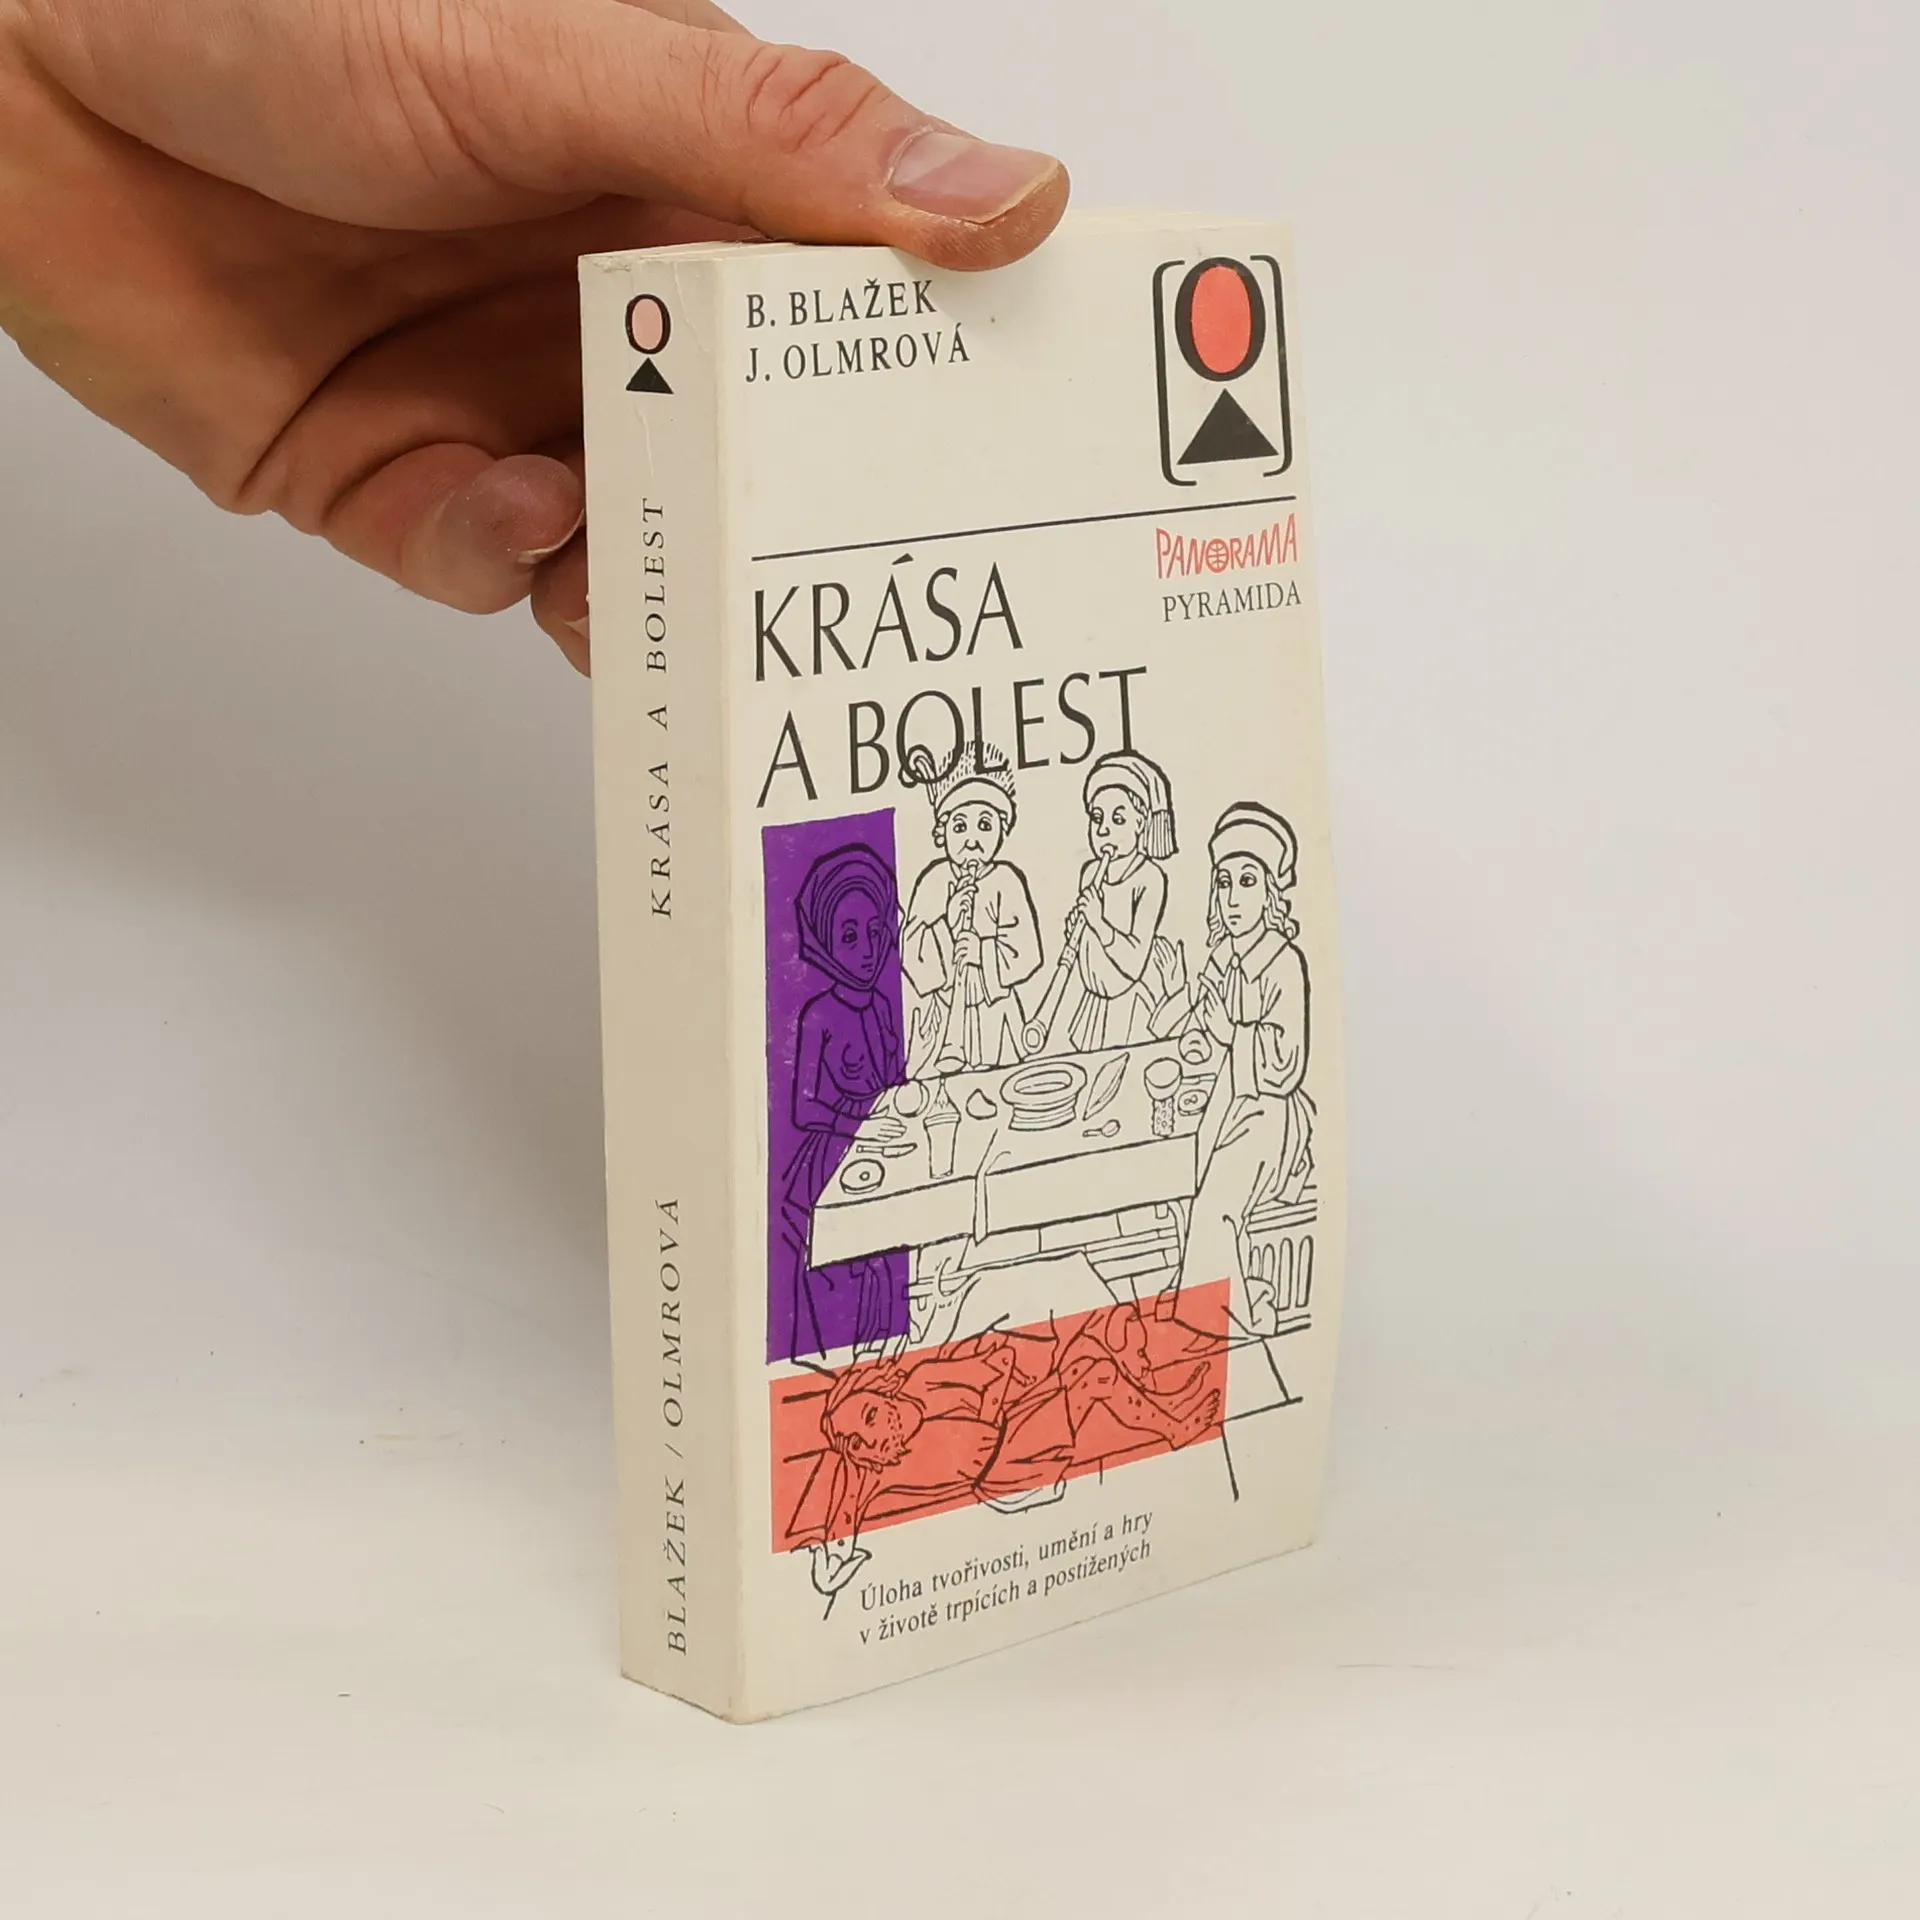 KRÁSA A BOLEST
BLAŽEK / OLMROVÁ
B. BLAŽEK
J. OLMROVÁ
PANORAMA
PYRAMIDA
KRÁSA
A BOLEST
Úloha tvořivosti, umění a hry
v životě trpících a postižených